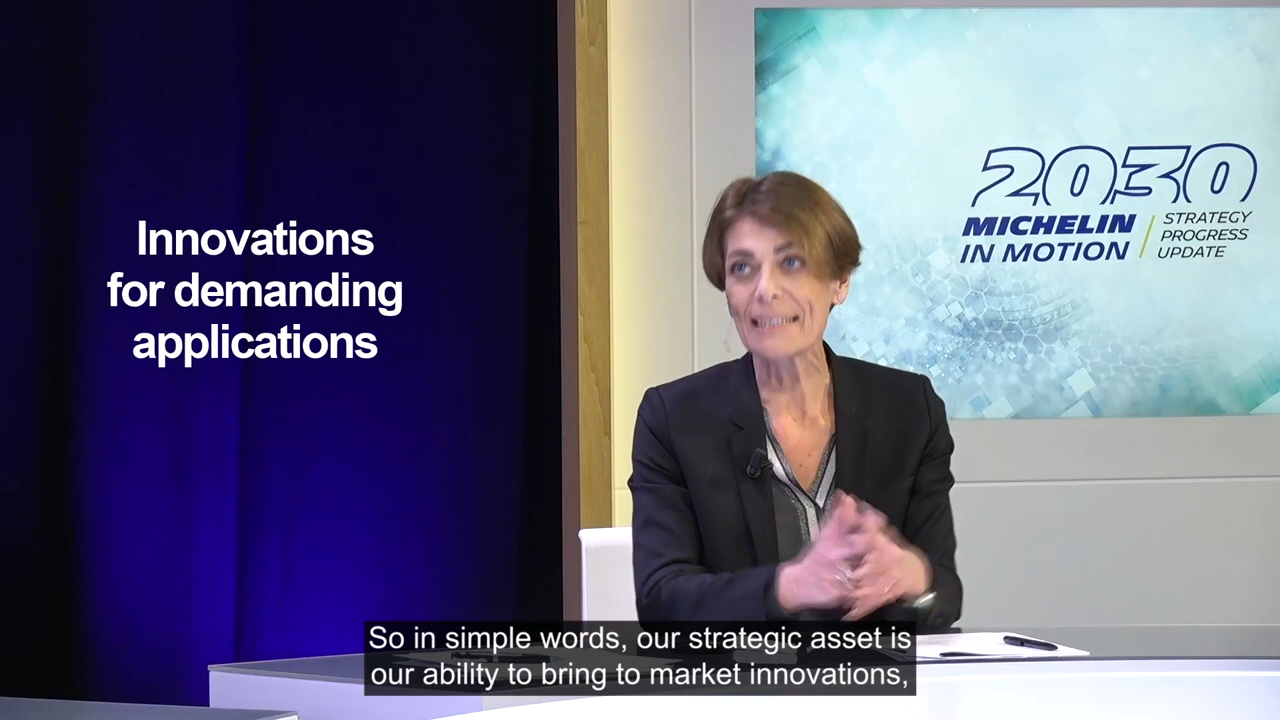 Innovations
for demanding
applications
2030
MICHELIN
IN MOTION
STRATEGY
PROGRESS
UPDATE
So in simple words, our strategic asset is
our ability to bring to market innovations,